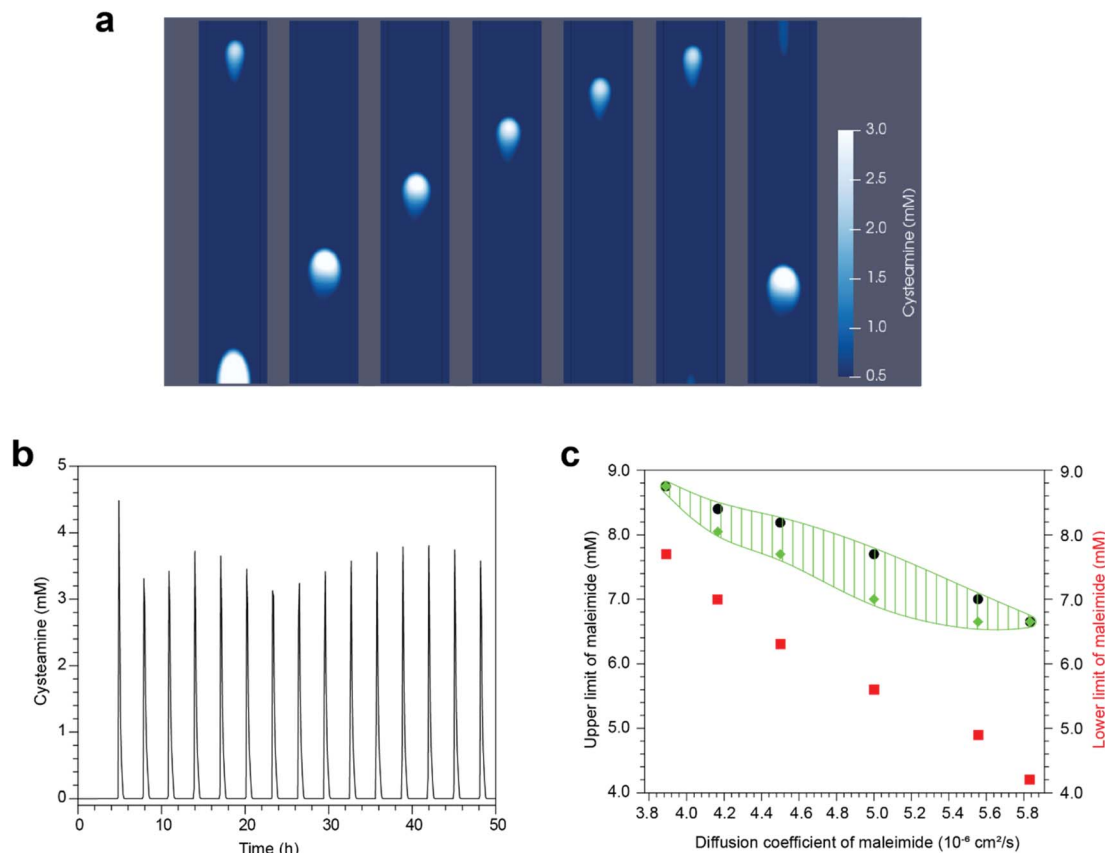 a
3.0
2.5
2.0
1.5
1.0
0.5
Cysteamine (mM)
b
5
4
3
2
1
0
Cysteamine (mM)
0 10 20 30 40 50
Time (h)
c
9.0
8.0
7.0
6.0
5.0
4.0
Upper limit of maleimide (mM)
9.0
8.0
7.0
6.0
5.0
4.0
Lower limit of maleimide (mM)
3.8 4.0 4.2 4.4 4.6 4.8 5.0 5.2 5.4 5.6 5.8
Diffusion coefficient of maleimide (10⁻⁶ cm²/s)